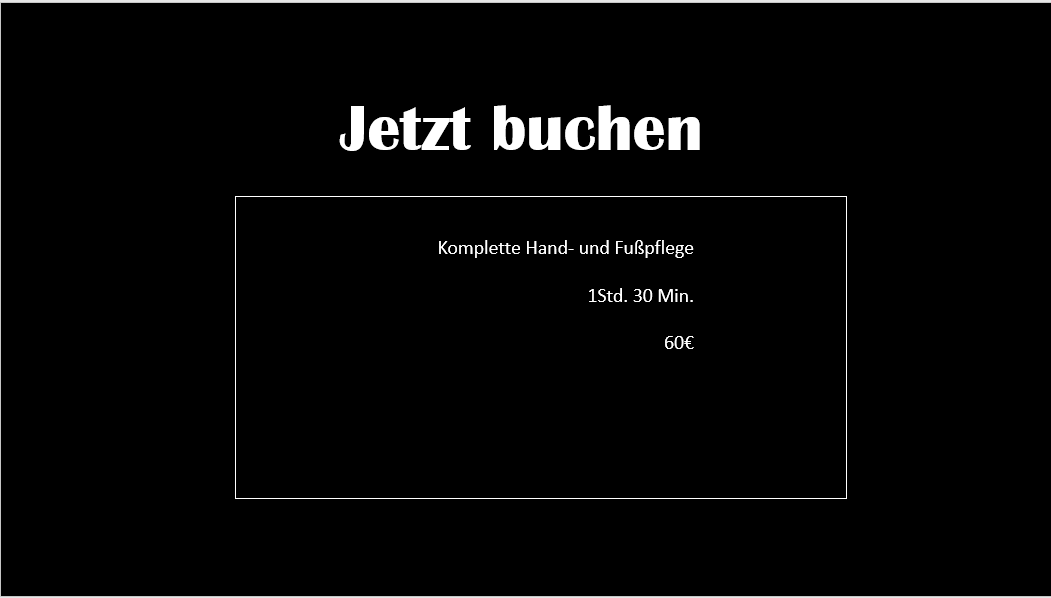 Jetzt buchen
Komplette Hand- und Fußpflege
1Std. 30 Min.
60€